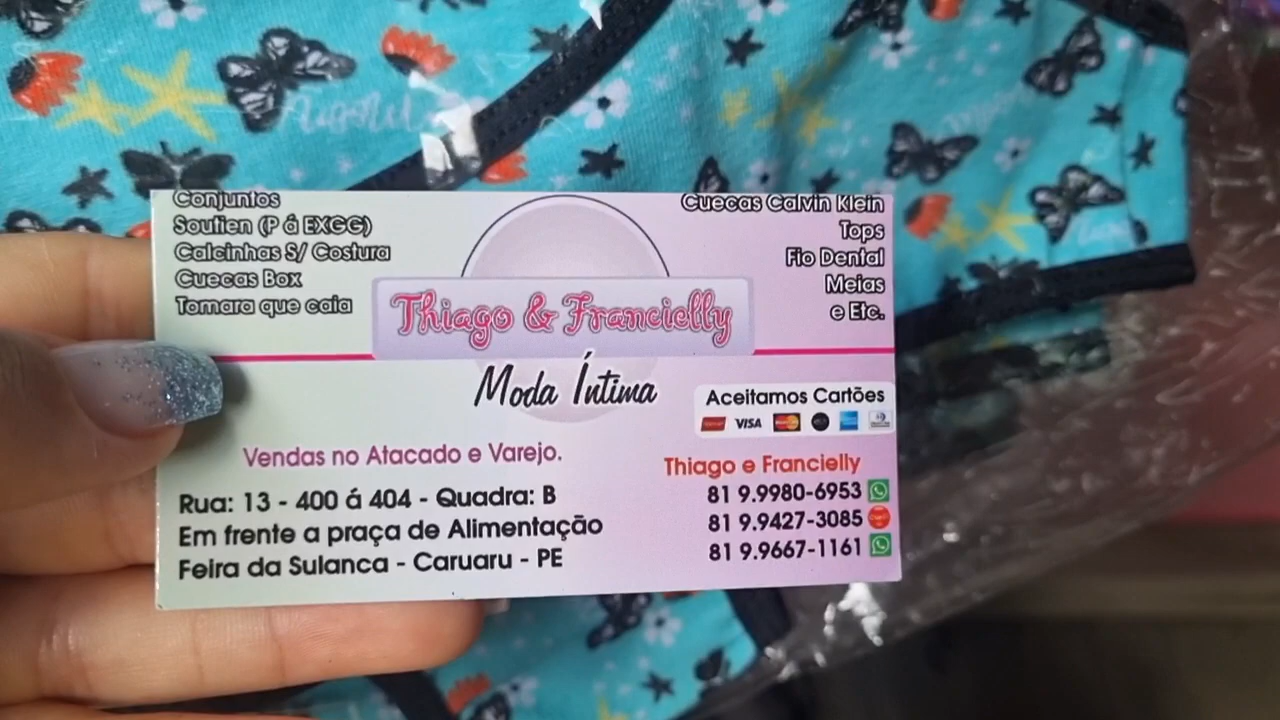 Conjuntos
Soutien (P á EXGG)
Calcinhas S/ Costura
Cuecas Box
Tomara que caia
Cuecas Calvin Klein
Tops
Fio Dental
Meias
e Etc.
Thiago & Francielly
Moda Íntima
Aceitamos Cartões
VISA
Vendas no Atacado e Varejo.
Rua: 13 - 400 á 404 - Quadra: B
Em frente a praça de Alimentação
Feira da Sulanca - Caruaru - PE
Thiago e Francielly
81 9.9980-6953
81 9.9427-3085
81 9.9667-1161